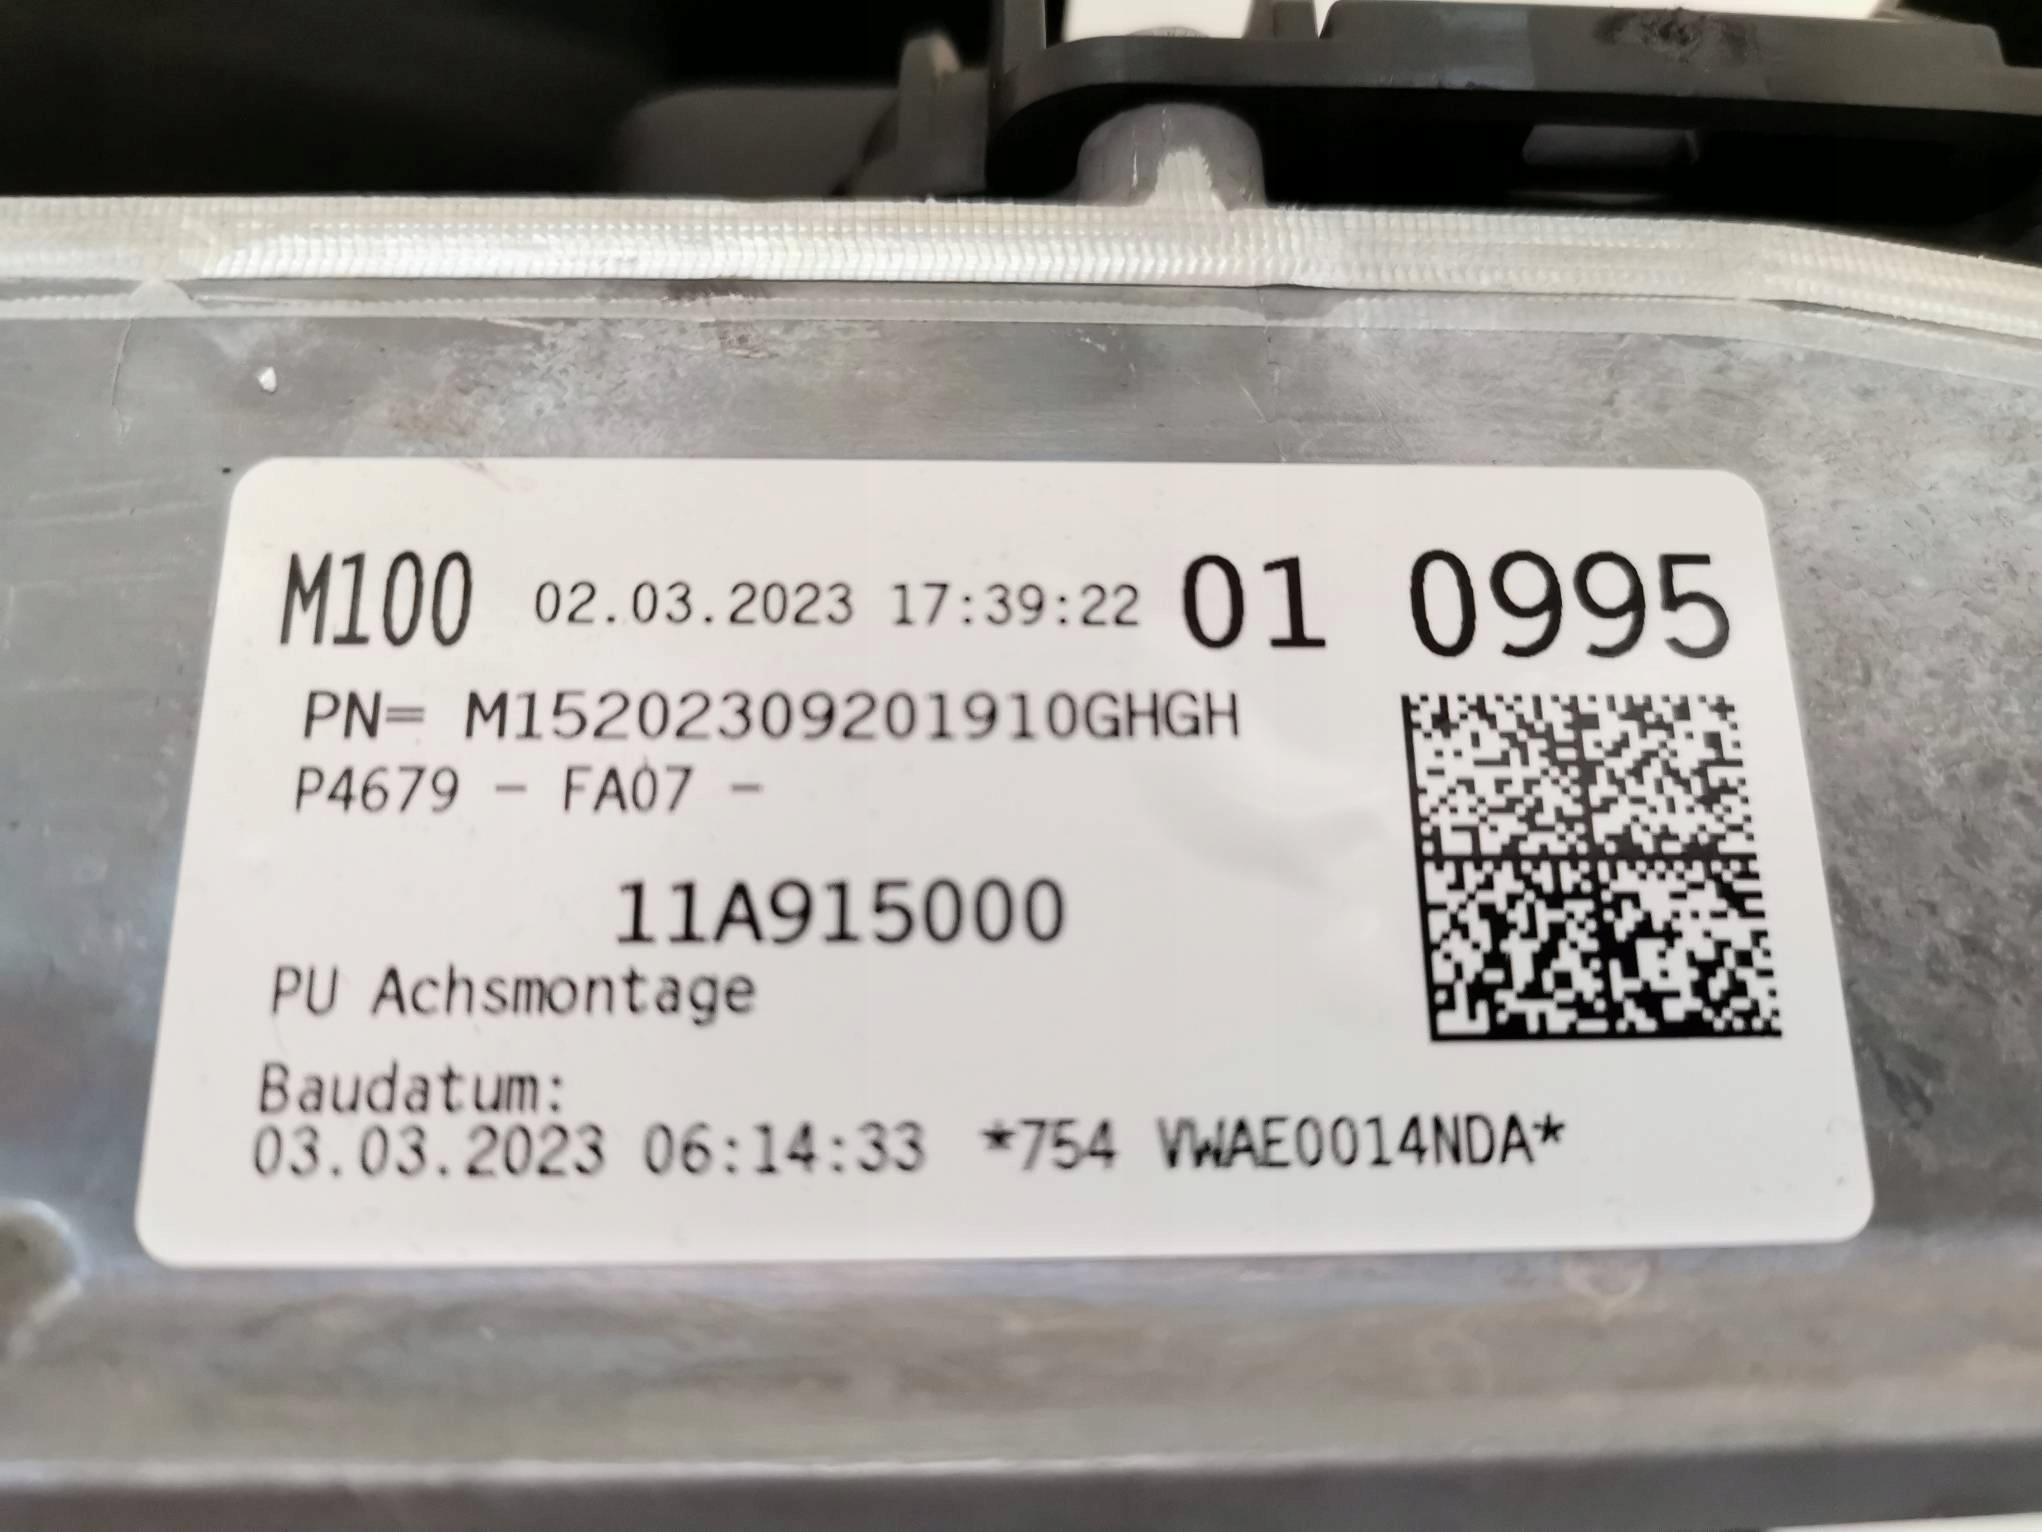 M100 02.03.2023 17:39:22 01 0995
PN= M15202309201910GHGH
P4679 - FA07 -
11A915000
PU Achsmontage
Baudatum:
03.03.2023 06:14:33 *754 VWAE0014NDA*